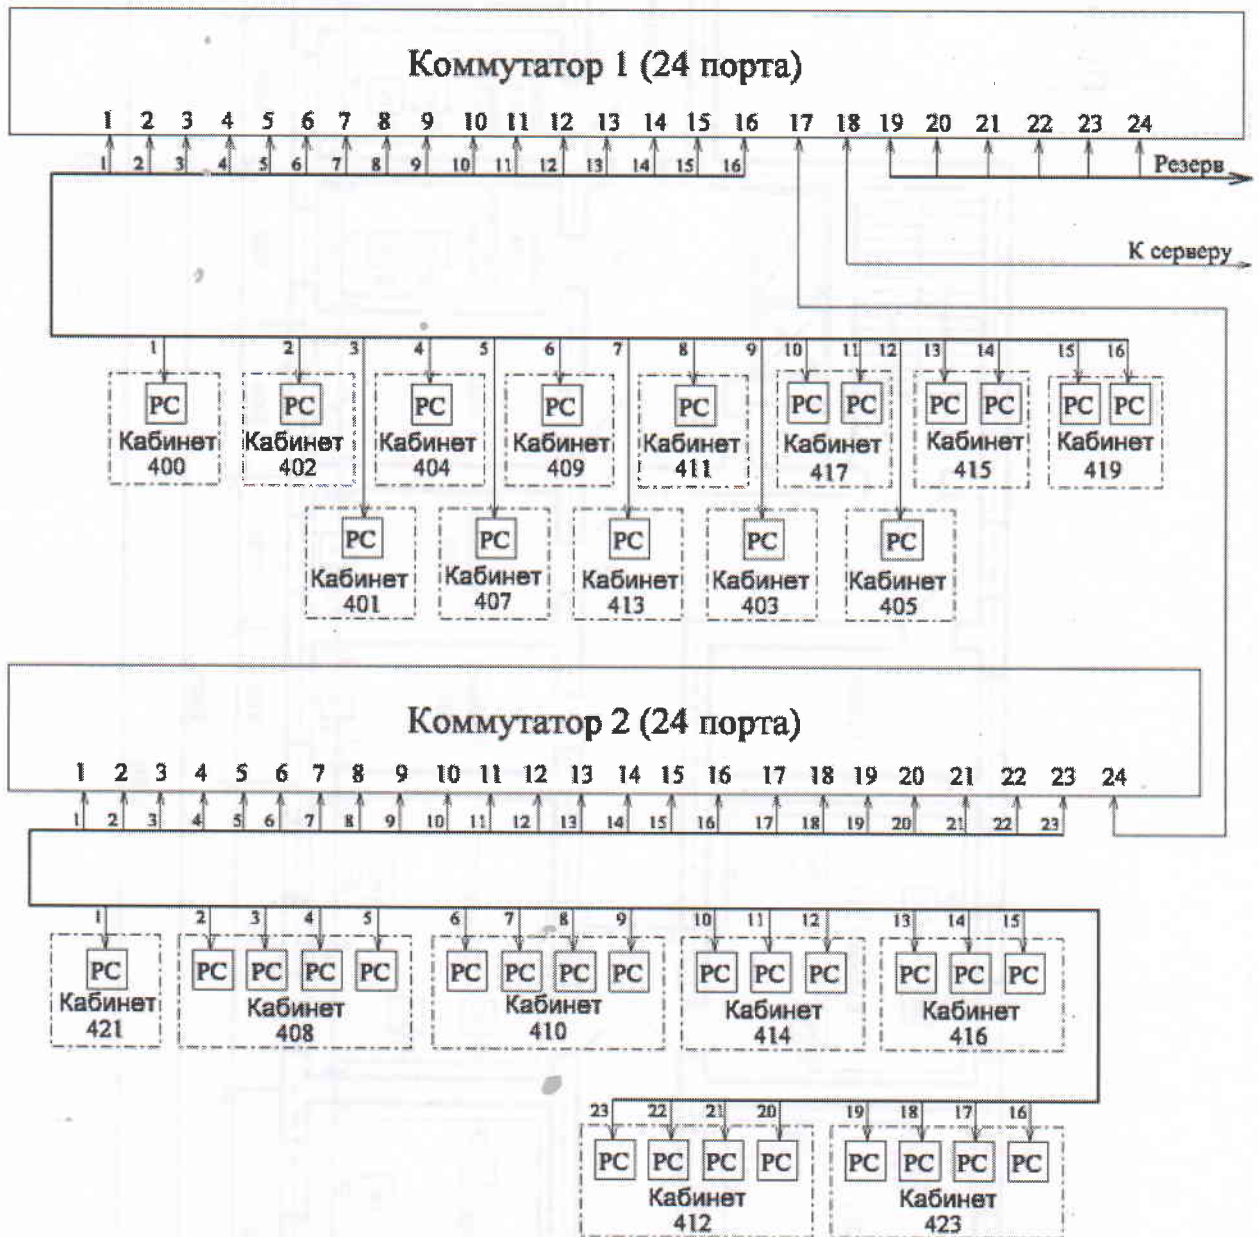 Коммутатор 1 (24 порта)
1 2 3 4 5 6 7 8 9 10 11 12 13 14 15 16 17 18 19 20 21 22 23 24
1 2 3 4 5 6 7 8 9 10 11 12 13 14 15 16
Резерв
К серверу
1 2 3 4 5 6 7 8 9 10 11 12 13 14 15 16
PC PC PC PC PC PC PC PC PC PC PC
Кабинет Кабинет Кабинет Кабинет Кабинет Кабинет Кабинет Кабинет
400 402 404 409 411 417 415 419
PC PC PC PC PC
Кабинет Кабинет Кабинет Кабинет Кабинет
401 407 413 403 405
Коммутатор 2 (24 порта)
1 2 3 4 5 6 7 8 9 10 11 12 13 14 15 16 17 18 19 20 21 22 23 24
1 2 3 4 5 6 7 8 9 10 11 12 13 14 15 16 17 18 19 20 21 22 23
1 2 3 4 5 6 7 8 9 10 11 12 13 14 15
PC PC PC PC PC PC PC PC PC PC PC PC PC PC PC
Кабинет Кабинет Кабинет Кабинет Кабинет
421 408 410 414 416
23 22 21 20 19 18 17 16
PC PC PC PC PC PC PC PC
Кабинет Кабинет
412 423